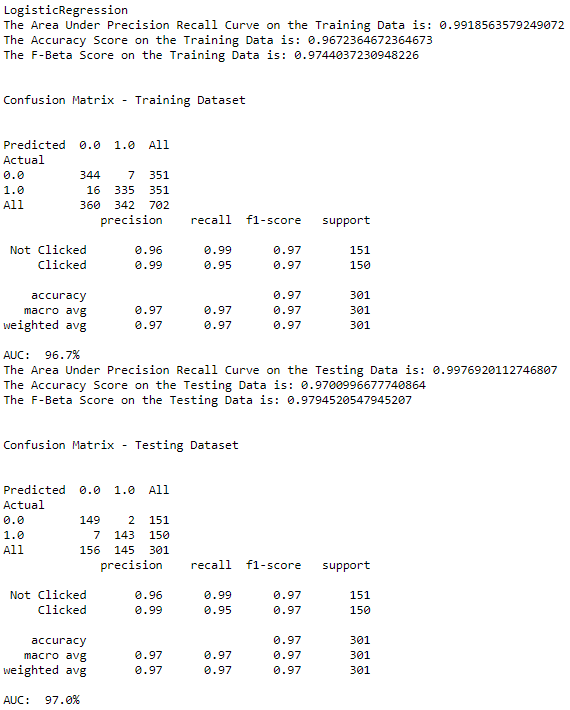 LogisticRegression
The Area Under Precision Recall Curve on the Training Data is: 0.9918563579249072
The Accuracy Score on the Training Data is: 0.9672364672364673
The F-Beta Score on the Training Data is: 0.9744037230948226
Confusion Matrix - Training Dataset
Predicted  0.0  1.0  All
Actual
0.0        344    7  351
1.0         16  335  351
All        360  342  702
              precision    recall  f1-score   support
 Not Clicked       0.96      0.99      0.97       151
     Clicked       0.99      0.95      0.97       150
    accuracy                           0.97       301
   macro avg       0.97      0.97      0.97       301
weighted avg       0.97      0.97      0.97       301
AUC:  96.7%
The Area Under Precision Recall Curve on the Testing Data is: 0.9976920112746807
The Accuracy Score on the Testing Data is: 0.9700996677740864
The F-Beta Score on the Testing Data is: 0.9794520547945207
Confusion Matrix - Testing Dataset
Predicted  0.0  1.0  All
Actual
0.0        149    2  151
1.0          7  143  150
All        156  145  301
              precision    recall  f1-score   support
 Not Clicked       0.96      0.99      0.97       151
     Clicked       0.99      0.95      0.97       150
    accuracy                           0.97       301
   macro avg       0.97      0.97      0.97       301
weighted avg       0.97      0.97      0.97       301
AUC:  97.0%